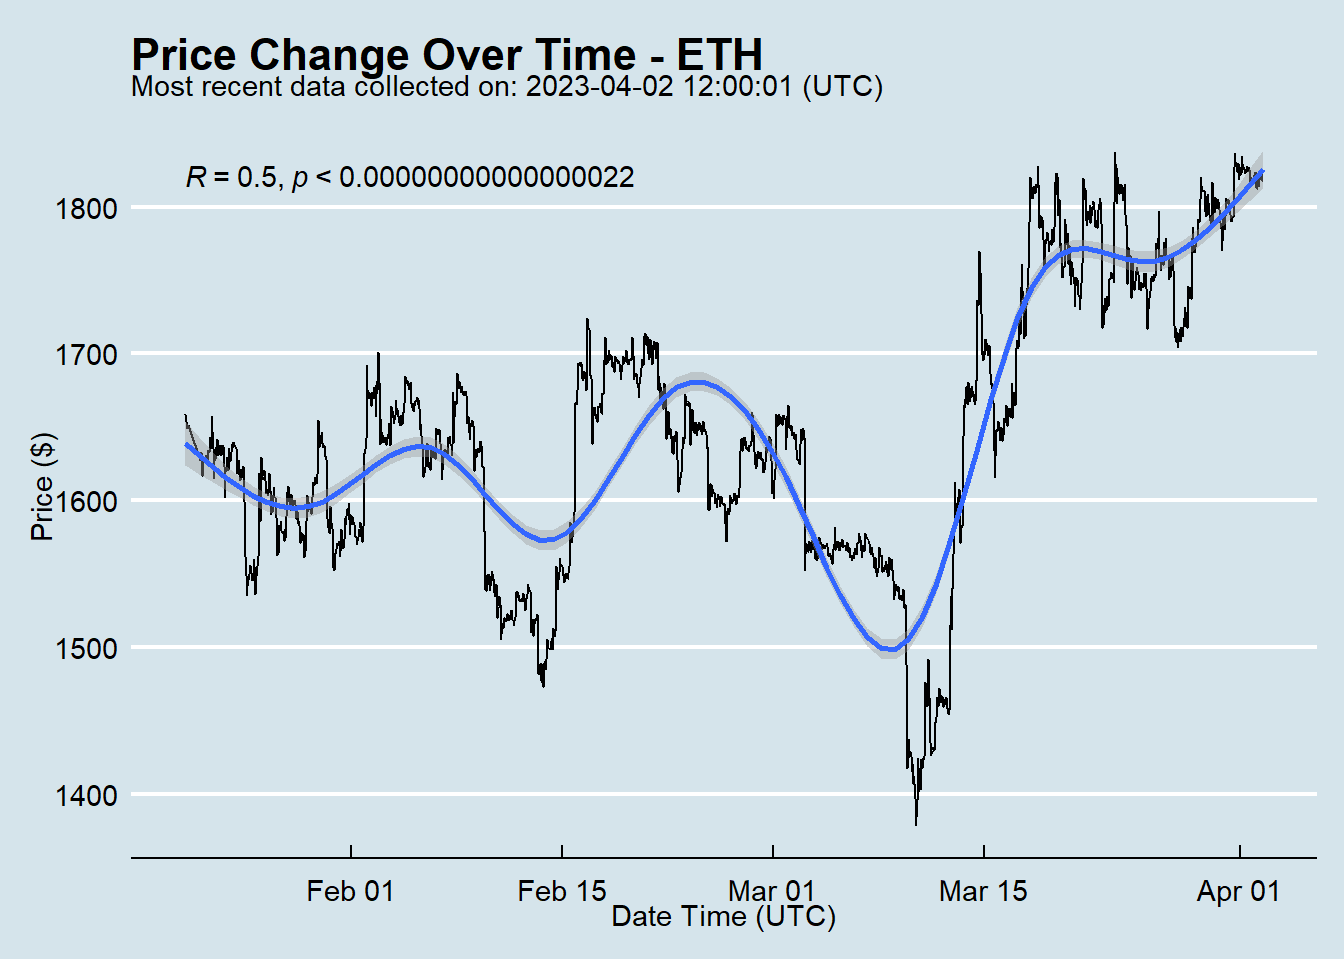 Price Change Over Time - ETH
Most recent data collected on: 2023-04-02 12:00:01 (UTC)
R = 0.5, p < 0.00000000000000022
1800
1700
1600
1500
1400
Price ($)
Feb 01 Feb 15 Mar 01 Mar 15 Apr 01
Date Time (UTC)